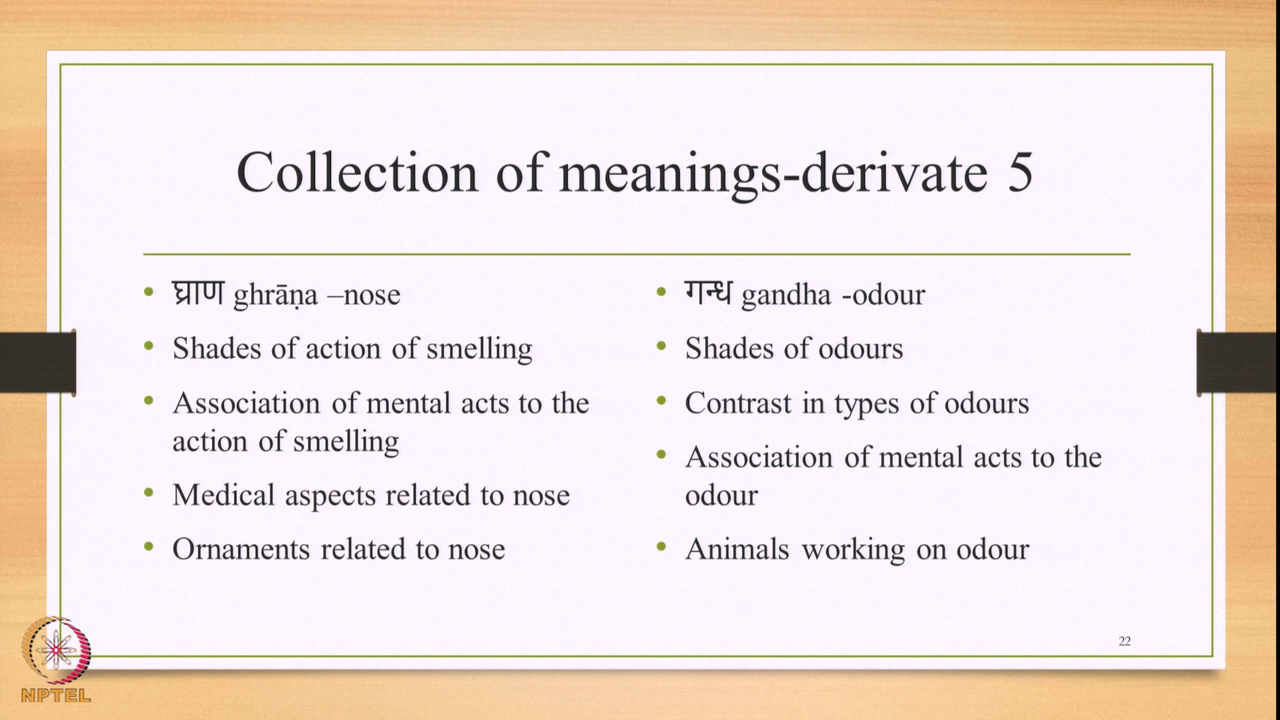 Collection of meanings-derivate 5
• घ्राण ghrāṇa –nose
• Shades of action of smelling
• Association of mental acts to the
action of smelling
• Medical aspects related to nose
• Ornaments related to nose
• गन्ध gandha -odour
• Shades of odours
• Contrast in types of odours
• Association of mental acts to the
odour
• Animals working on odour
22
NPTEL